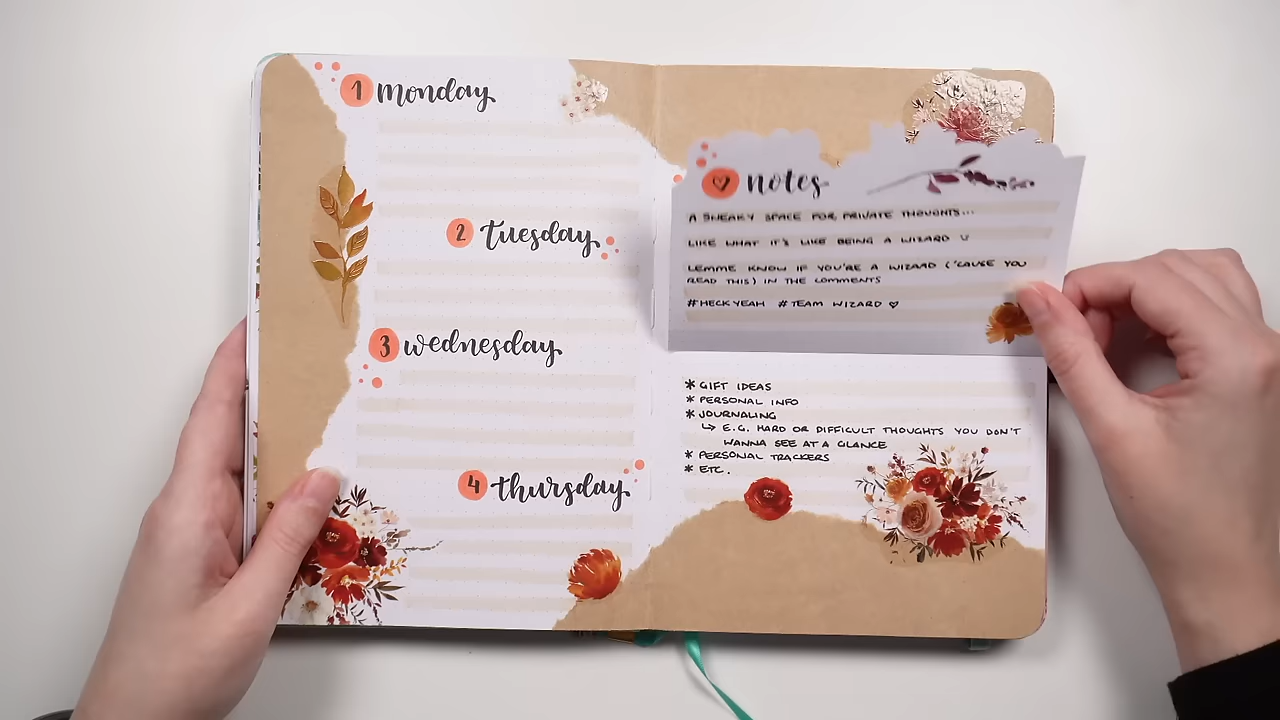 1 monday
2 tuesday
3 wednesday
4 thursday
notes
A SNEAKY SPACE FOR PRIVATE THOUGHTS...
LIKE WHAT IT'S LIKE BEING A WIZARD
LEMME KNOW IF YOU'RE A WIZARD ('CAUSE YOU
READ THIS) IN THE COMMENTS
#HECKYEAH #TEAM WIZARD ♡
* GIFT IDEAS
* PERSONAL INFO
* JOURNALING
↳ E.G. HARD OR DIFFICULT THOUGHTS YOU DON'T
WANNA SEE AT A GLANCE
* PERSONAL TRACKERS
* ETC.